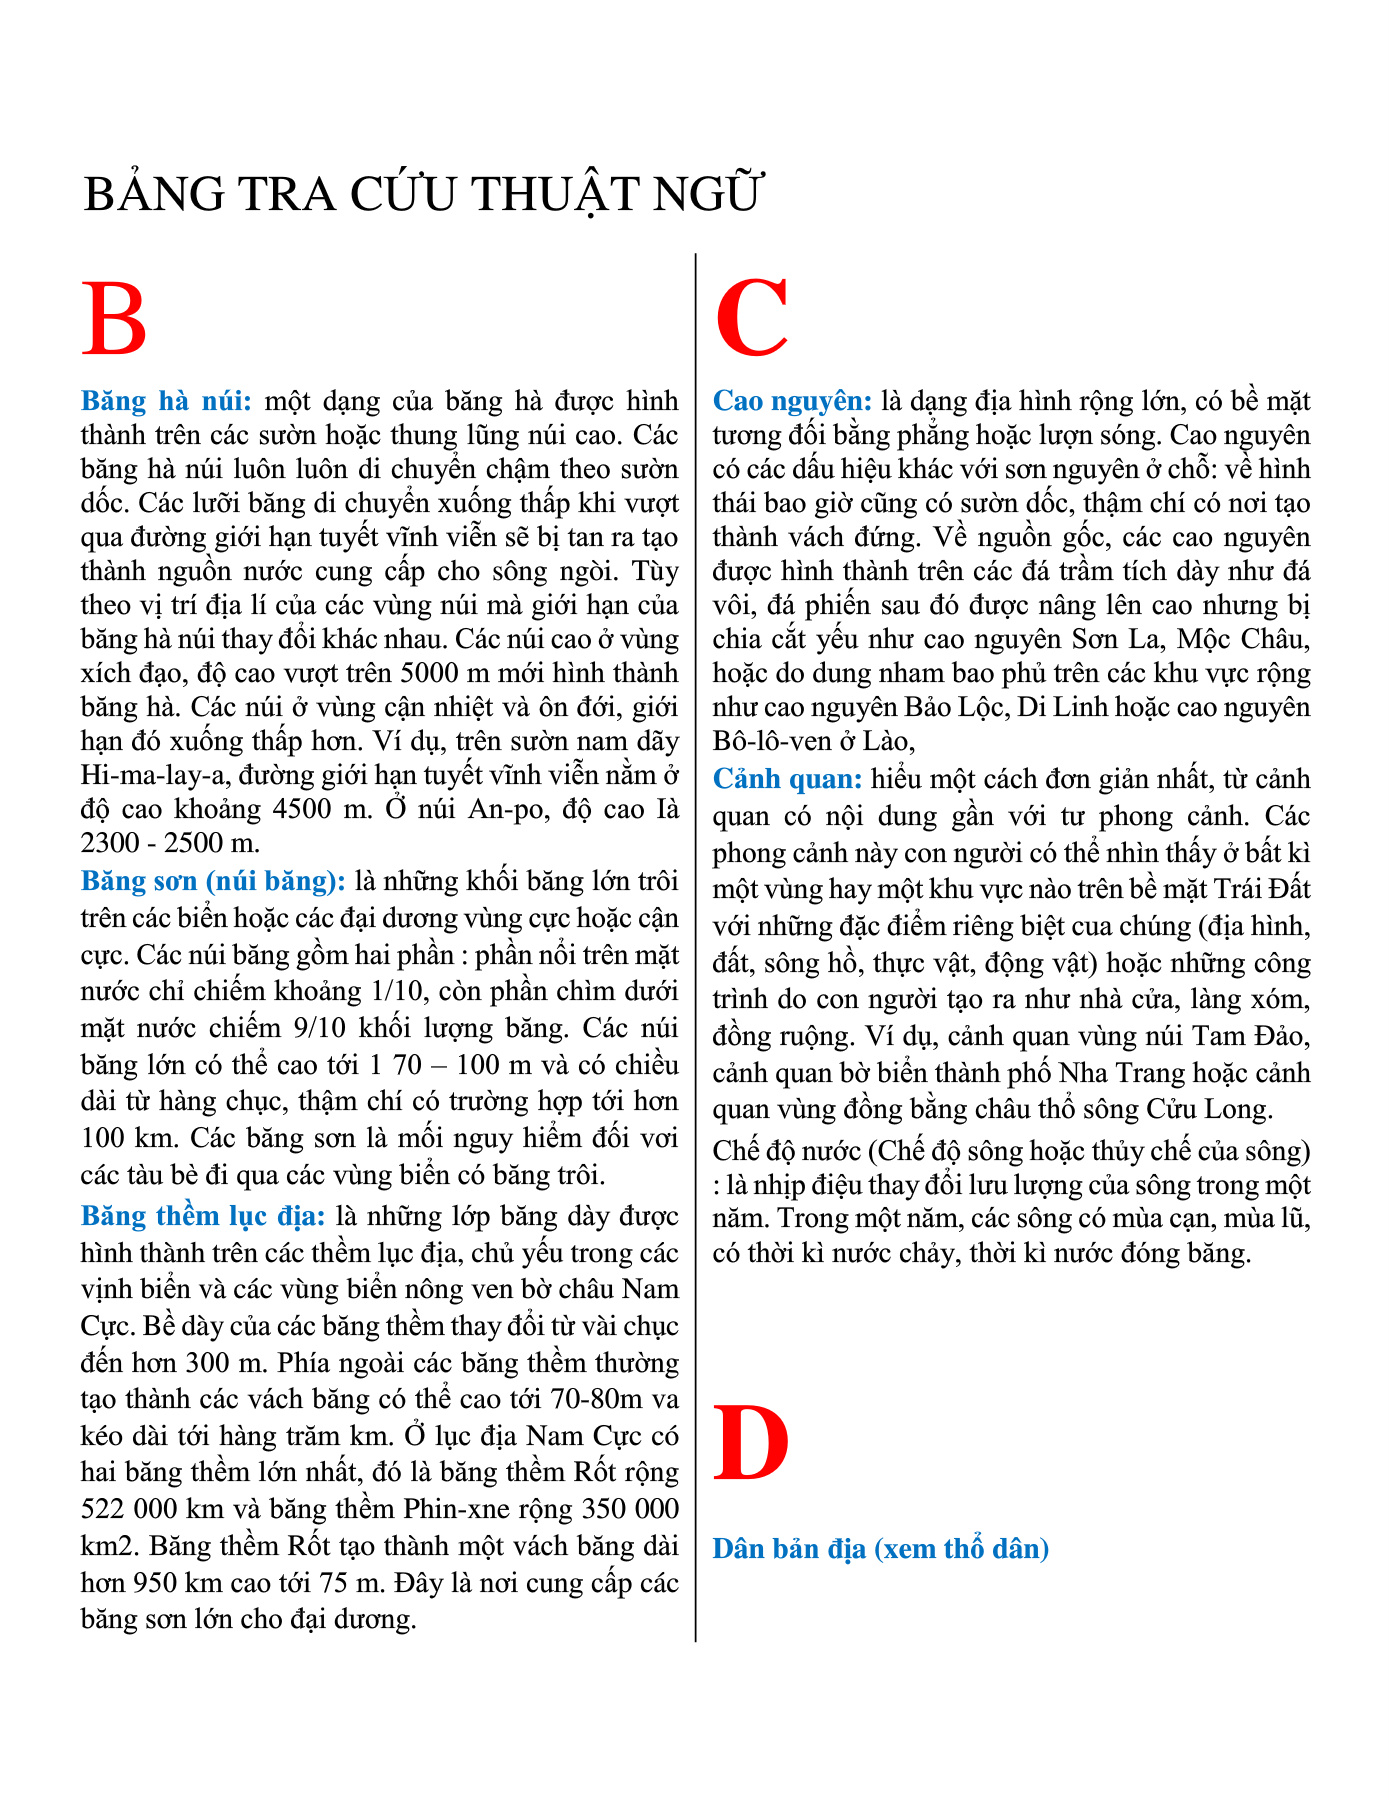 BẢNG TRA CỨU THUẬT NGỮ
B
Băng hà núi: một dạng của băng hà được hình
thành trên các sườn hoặc thung lũng núi cao. Các
băng hà núi luôn luôn di chuyển chậm theo sườn
dốc. Các lưỡi băng di chuyển xuống thấp khi vượt
qua đường giới hạn tuyết vĩnh viễn sẽ bị tan ra tạo
thành nguồn nước cung cấp cho sông ngòi. Tùy
theo vị trí địa lí của các vùng núi mà giới hạn của
băng hà núi thay đổi khác nhau. Các núi cao ở vùng
xích đạo, độ cao vượt trên 5000 m mới hình thành
băng hà. Các núi ở vùng cận nhiệt và ôn đới, giới
hạn đó xuống thấp hơn. Ví dụ, trên sườn nam dãy
Hi-ma-lay-a, đường giới hạn tuyết vĩnh viễn nằm ở
độ cao khoảng 4500 m. Ở núi An-po, độ cao Ià
2300 - 2500 m.
Băng sơn (núi băng): là những khối băng lớn trôi
trên các biển hoặc các đại dương vùng cực hoặc cận
cực. Các núi băng gồm hai phần : phần nổi trên mặt
nước chỉ chiếm khoảng 1/10, còn phần chìm dưới
mặt nước chiếm 9/10 khối lượng băng. Các núi
băng lớn có thể cao tới 1 70 – 100 m và có chiều
dài từ hàng chục, thậm chí có trường hợp tới hơn
100 km. Các băng sơn là mối nguy hiểm đối vơi
các tàu bè đi qua các vùng biển có băng trôi.
Băng thềm lục địa: là những lớp băng dày được
hình thành trên các thềm lục địa, chủ yếu trong các
vịnh biển và các vùng biển nông ven bờ châu Nam
Cực. Bề dày của các băng thềm thay đổi từ vài chục
đến hơn 300 m. Phía ngoài các băng thềm thường
tạo thành các vách băng có thể cao tới 70-80m va
kéo dài tới hàng trăm km. Ở lục địa Nam Cực có
hai băng thềm lớn nhất, đó là băng thềm Rốt rộng
522 000 km và băng thềm Phin-xne rộng 350 000
km2. Băng thềm Rốt tạo thành một vách băng dài
hơn 950 km cao tới 75 m. Đây là nơi cung cấp các
băng sơn lớn cho đại dương.
C
Cao nguyên: là dạng địa hình rộng lớn, có bề mặt
tương đối bằng phẳng hoặc lượn sóng. Cao nguyên
có các dấu hiệu khác với sơn nguyên ở chỗ: về hình
thái bao giờ cũng có sườn dốc, thậm chí có nơi tạo
thành vách đứng. Về nguồn gốc, các cao nguyên
được hình thành trên các đá trầm tích dày như đá
vôi, đá phiến sau đó được nâng lên cao nhưng bị
chia cắt yếu như cao nguyên Sơn La, Mộc Châu,
hoặc do dung nham bao phủ trên các khu vực rộng
như cao nguyên Bảo Lộc, Di Linh hoặc cao nguyên
Bô-lô-ven ở Lào,
Cảnh quan: hiểu một cách đơn giản nhất, từ cảnh
quan có nội dung gần với tư phong cảnh. Các
phong cảnh này con người có thể nhìn thấy ở bất kì
một vùng hay một khu vực nào trên bề mặt Trái Đất
với những đặc điểm riêng biệt cua chúng (địa hình,
đất, sông hồ, thực vật, động vật) hoặc những công
trình do con người tạo ra như nhà cửa, làng xóm,
đồng ruộng. Ví dụ, cảnh quan vùng núi Tam Đảo,
cảnh quan bờ biển thành phố Nha Trang hoặc cảnh
quan vùng đồng bằng châu thổ sông Cửu Long.
Chế độ nước (Chế độ sông hoặc thủy chế của sông)
: là nhịp điệu thay đổi lưu lượng của sông trong một
năm. Trong một năm, các sông có mùa cạn, mùa lũ,
có thời kì nước chảy, thời kì nước đóng băng.
D
Dân bản địa (xem thổ dân)